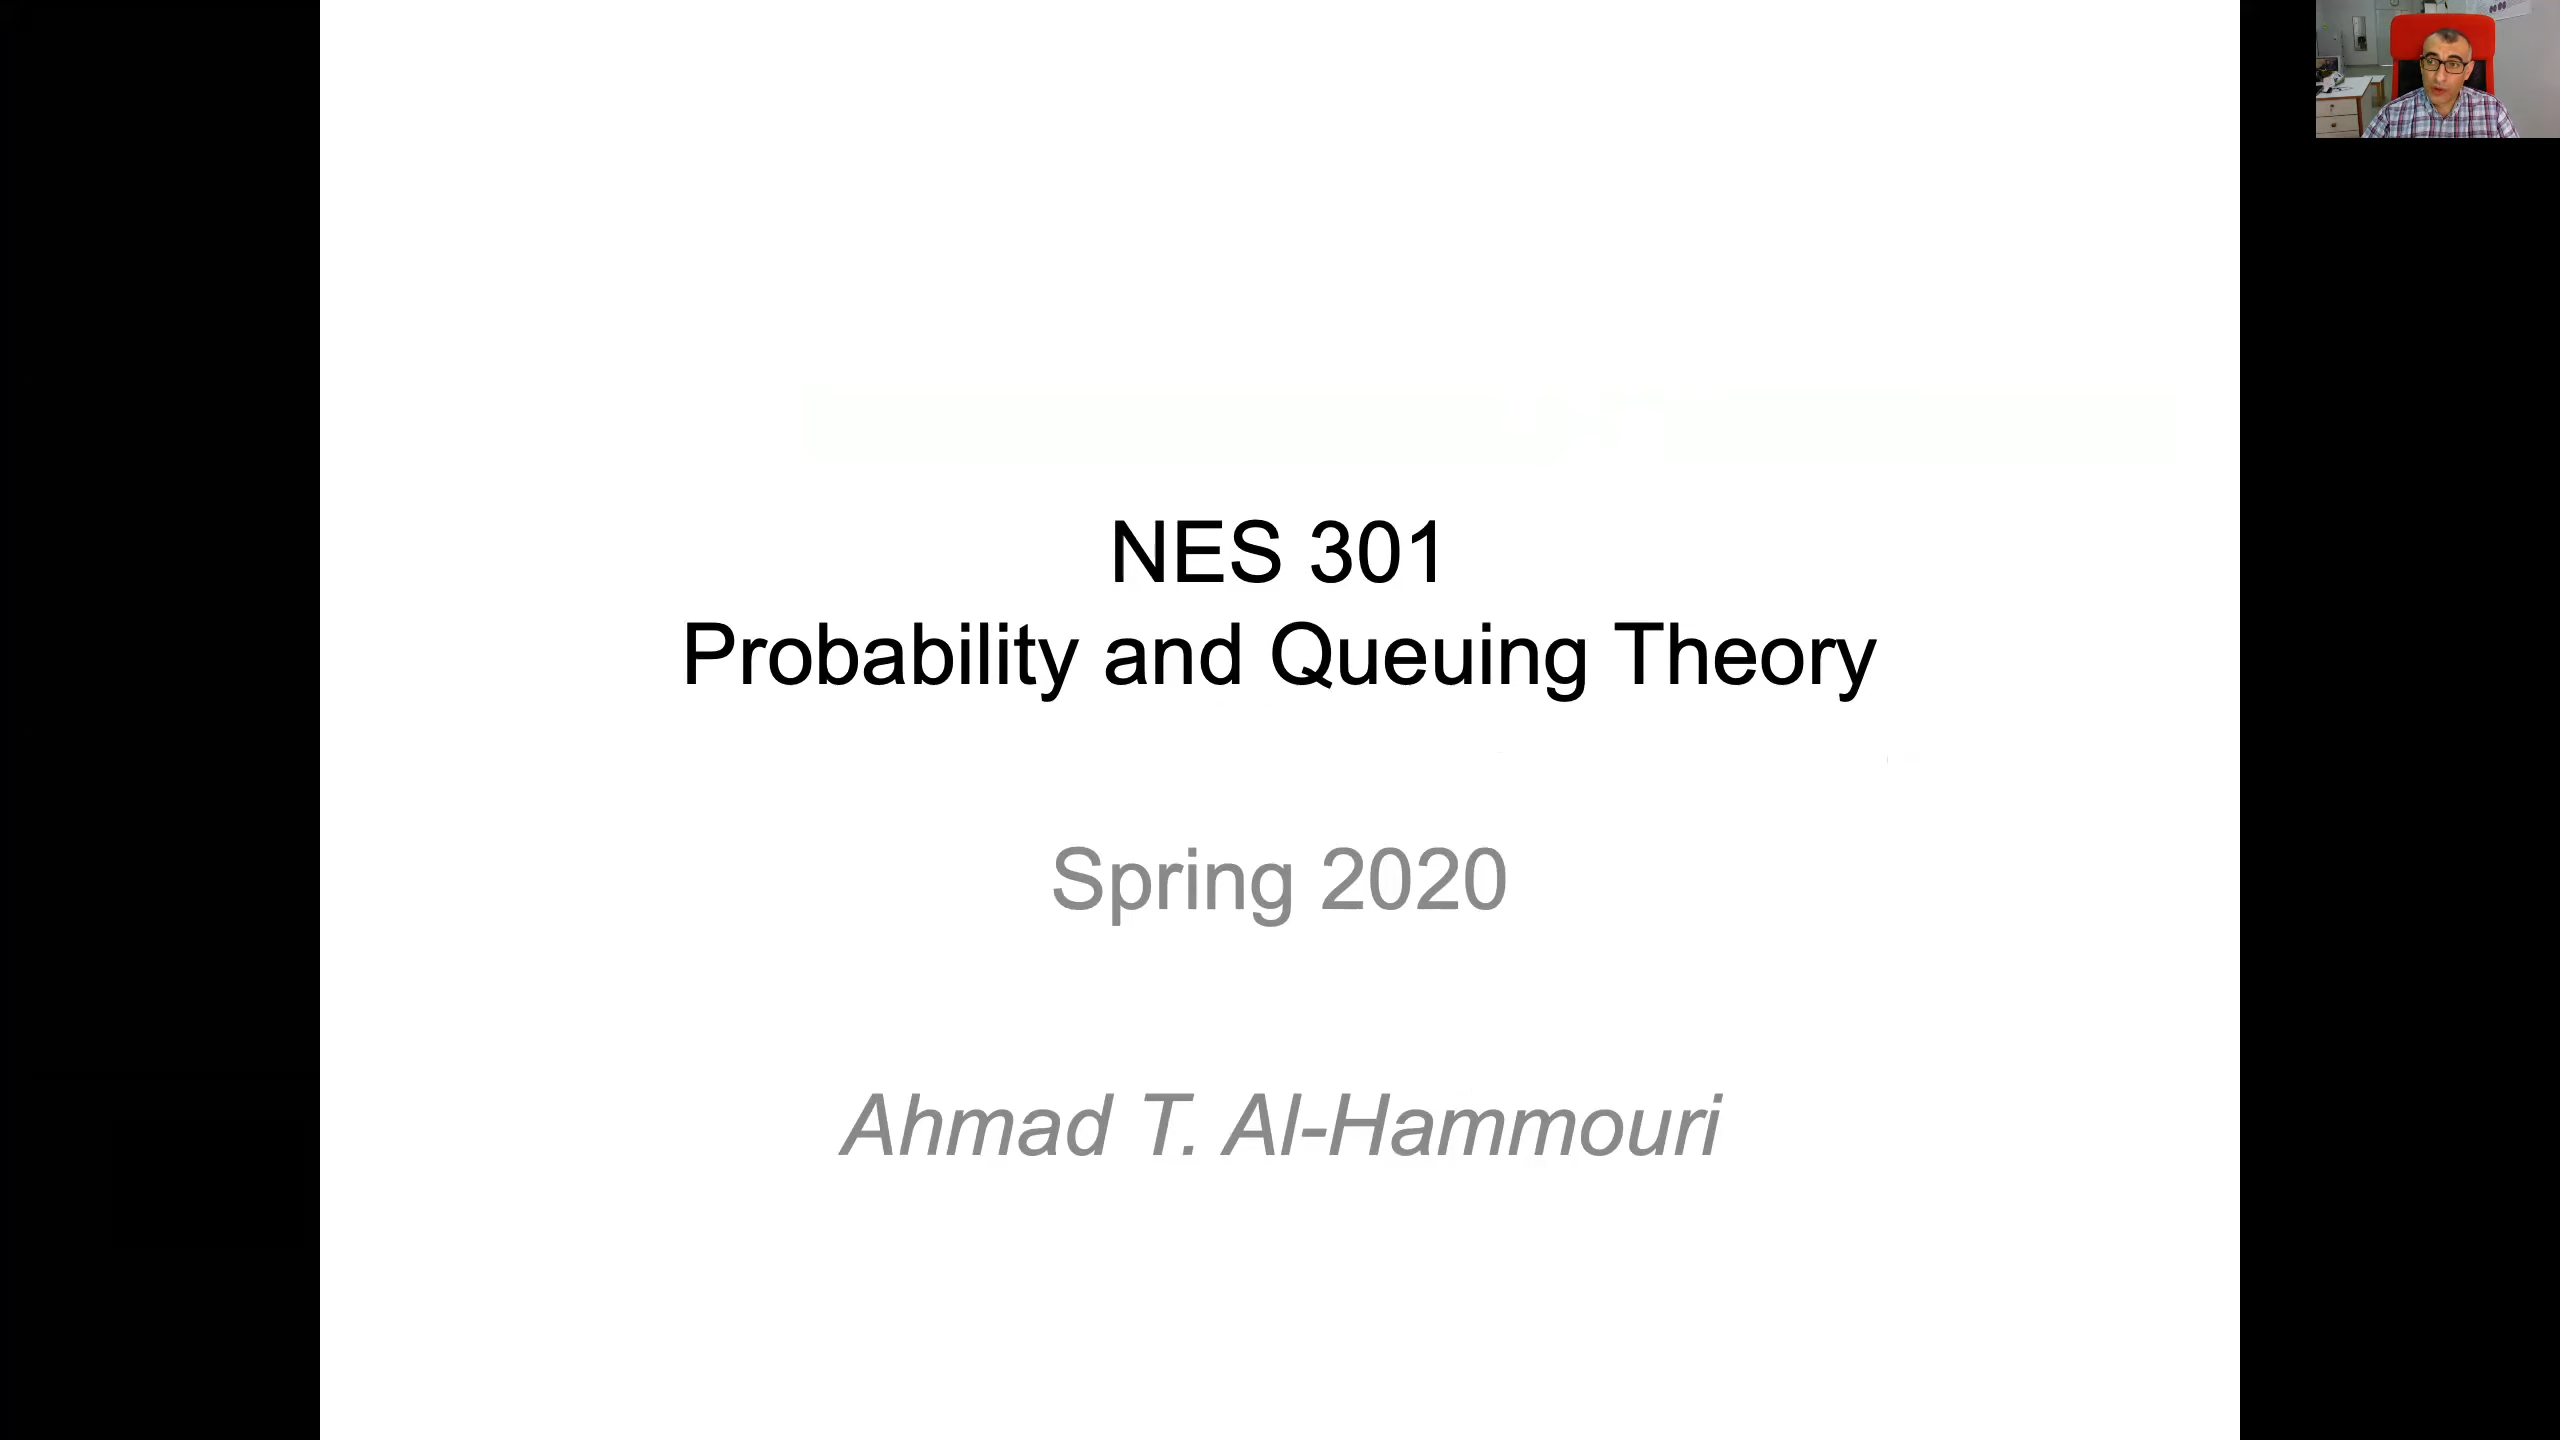 NES 301
Probability and Queuing Theory
Spring 2020
Ahmad T. Al-Hammouri